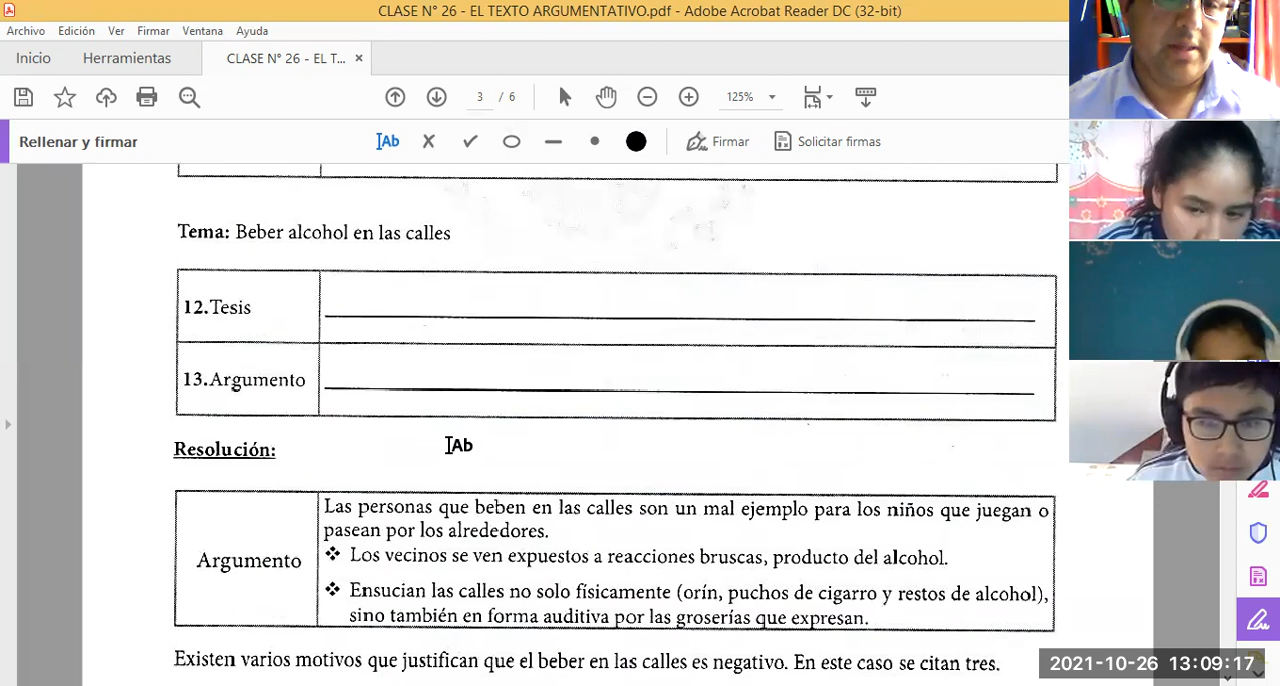 CLASE N° 26 - EL TEXTO ARGUMENTATIVO.pdf - Adobe Acrobat Reader DC (32-bit)
Archivo Edición Ver Firmar Ventana Ayuda
Inicio Herramientas CLASE N° 26 - EL T... ×
3 / 6 125%
Rellenar y firmar Ab Firmar Solicitar firmas
Tema: Beber alcohol en las calles
12.Tesis
13.Argumento
Resolución: Ab
Argumento
Las personas que beben en las calles son un mal ejemplo para los niños que juegan o
pasean por los alrededores.
❖ Los vecinos se ven expuestos a reacciones bruscas, producto del alcohol.
❖ Ensucian las calles no solo físicamente (orín, puchos de cigarro y restos de alcohol),
sino también en forma auditiva por las groserías que expresan.
Existen varios motivos que justifican que el beber en las calles es negativo. En este caso se citan tres.
2021-10-26 13:09:17